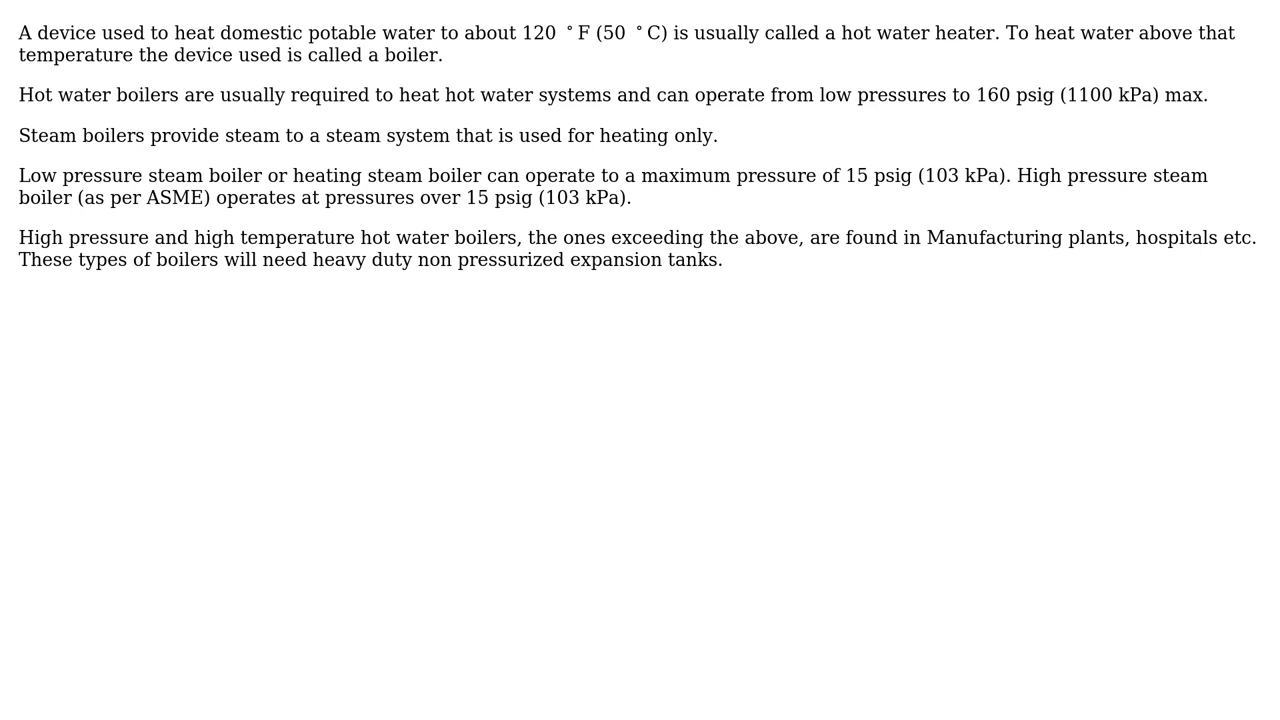 A device used to heat domestic potable water to about 120 °F (50 °C) is usually called a hot water heater. To heat water above that
temperature the device used is called a boiler.
Hot water boilers are usually required to heat hot water systems and can operate from low pressures to 160 psig (1100 kPa) max.
Steam boilers provide steam to a steam system that is used for heating only.
Low pressure steam boiler or heating steam boiler can operate to a maximum pressure of 15 psig (103 kPa). High pressure steam
boiler (as per ASME) operates at pressures over 15 psig (103 kPa).
High pressure and high temperature hot water boilers, the ones exceeding the above, are found in Manufacturing plants, hospitals etc.
These types of boilers will need heavy duty non pressurized expansion tanks.